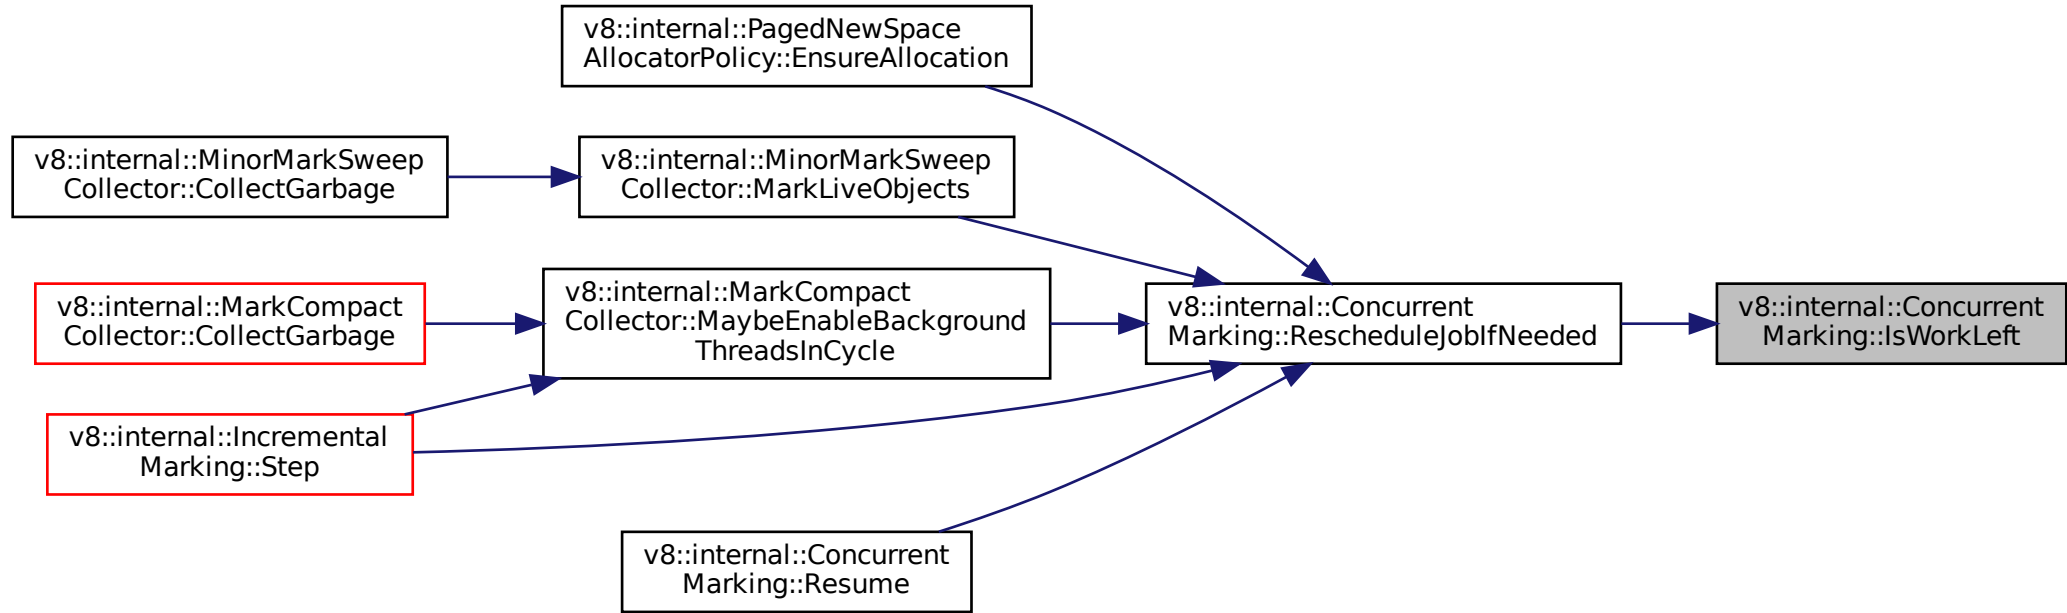 v8::internal::PagedNewSpace
AllocatorPolicy::EnsureAllocation
v8::internal::MinorMarkSweep
Collector::CollectGarbage
v8::internal::MinorMarkSweep
Collector::MarkLiveObjects
v8::internal::MarkCompact
Collector::CollectGarbage
v8::internal::MarkCompact
Collector::MaybeEnableBackground
ThreadsInCycle
v8::internal::Concurrent
Marking::RescheduleJobIfNeeded
v8::internal::Concurrent
Marking::IsWorkLeft
v8::internal::Incremental
Marking::Step
v8::internal::Concurrent
Marking::Resume